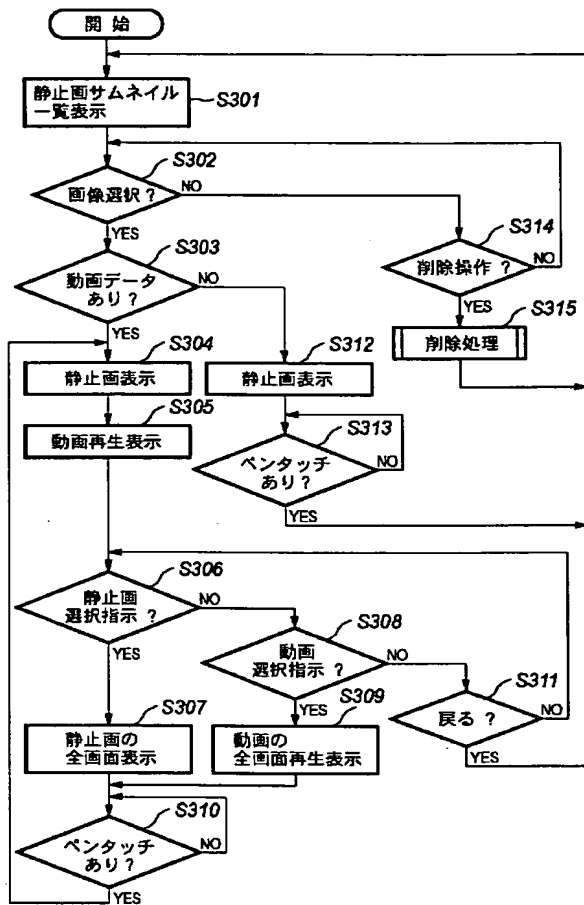 開 始
静止画サムネイル
一覧表示
S301
S302
画像選択？
NO
YES
S303
動画データ
あり？
NO
YES
S314
削除操作？
NO
YES
S315
削除処理
S304
静止画表示
S312
静止画表示
S305
動画再生表示
S313
ペンタッチ
あり？
NO
YES
S306
静止画
選択指示？
NO
YES
S308
動画
選択指示？
NO
YES
S311
戻る？
NO
YES
S307
静止画の
全画面表示
S309
動画の
全画面再生表示
S310
ペンタッチ
あり？
NO
YES